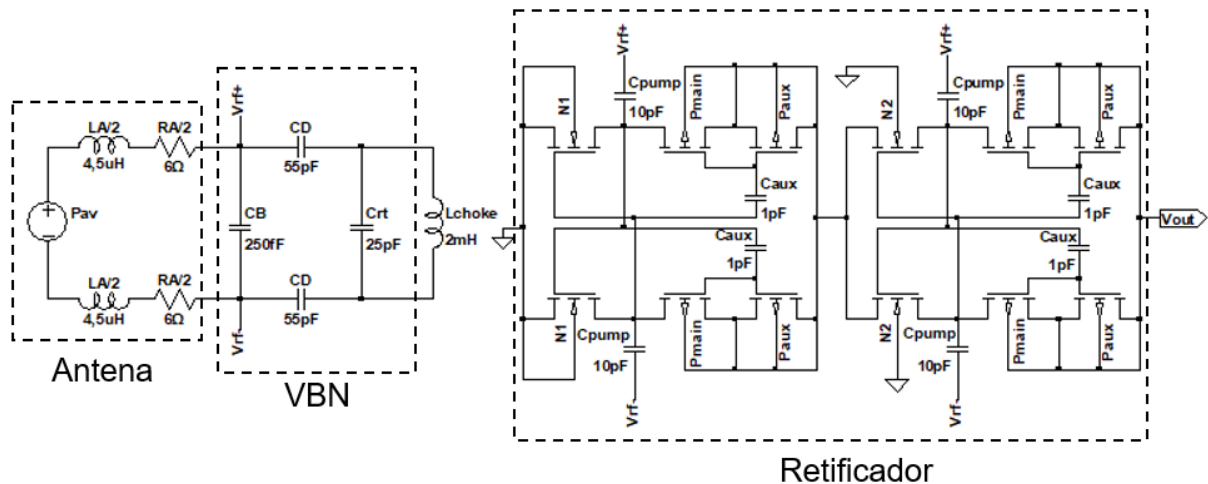 Vrf+
LA/2
RA/2
4,5uH
6Ω
Pav
LA/2
RA/2
4,5uH
6Ω
Antena
CD
55pF
CB
250fF
Crt
25pF
Lchoke
2mH
CD
55pF
Vrf-
VBN
Vrf+
Cpump
10pF
N1
Pmain
Paux
Caux
1pF
Caux
1pF
N1
Cpump
10pF
Pmain
Paux
Vrf-
Vrf+
Cpump
10pF
N2
Pmain
Paux
Caux
1pF
Caux
1pF
N2
Cpump
10pF
Pmain
Paux
Vrf-
Vout
Retificador